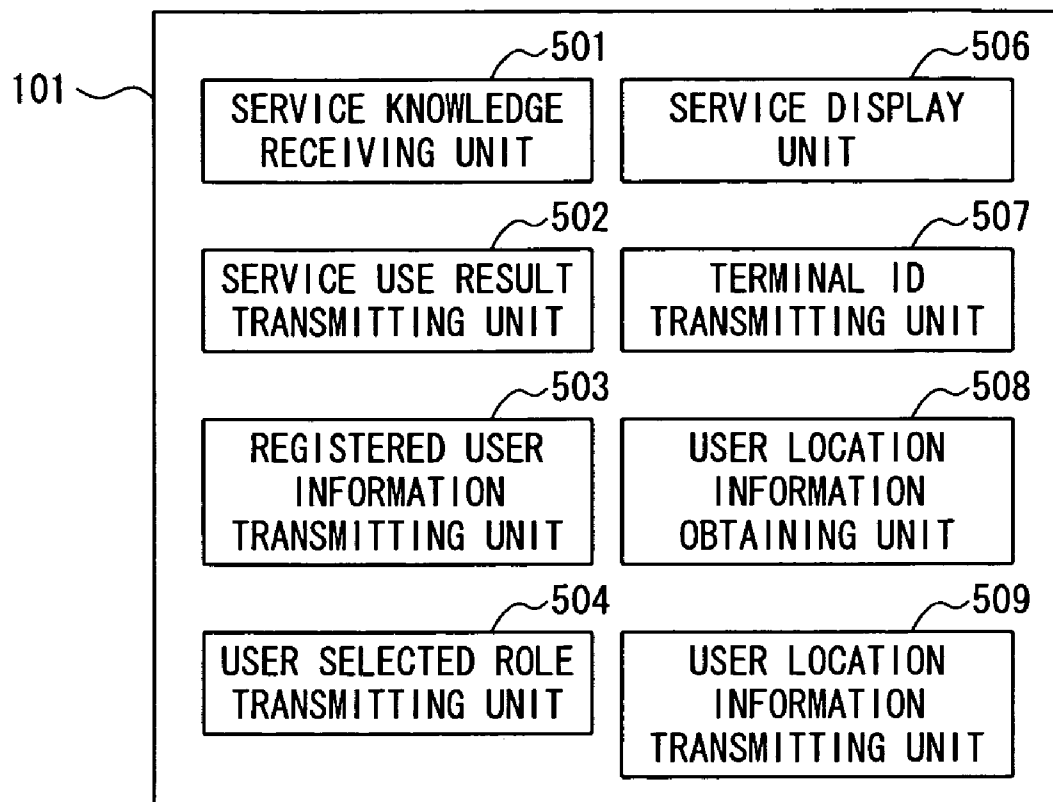 101
501
SERVICE KNOWLEDGE
RECEIVING UNIT
506
SERVICE DISPLAY
UNIT
502
SERVICE USE RESULT
TRANSMITTING UNIT
507
TERMINAL ID
TRANSMITTING UNIT
503
REGISTERED USER
INFORMATION
TRANSMITTING UNIT
508
USER LOCATION
INFORMATION
OBTAINING UNIT
504
USER SELECTED ROLE
TRANSMITTING UNIT
509
USER LOCATION
INFORMATION
TRANSMITTING UNIT